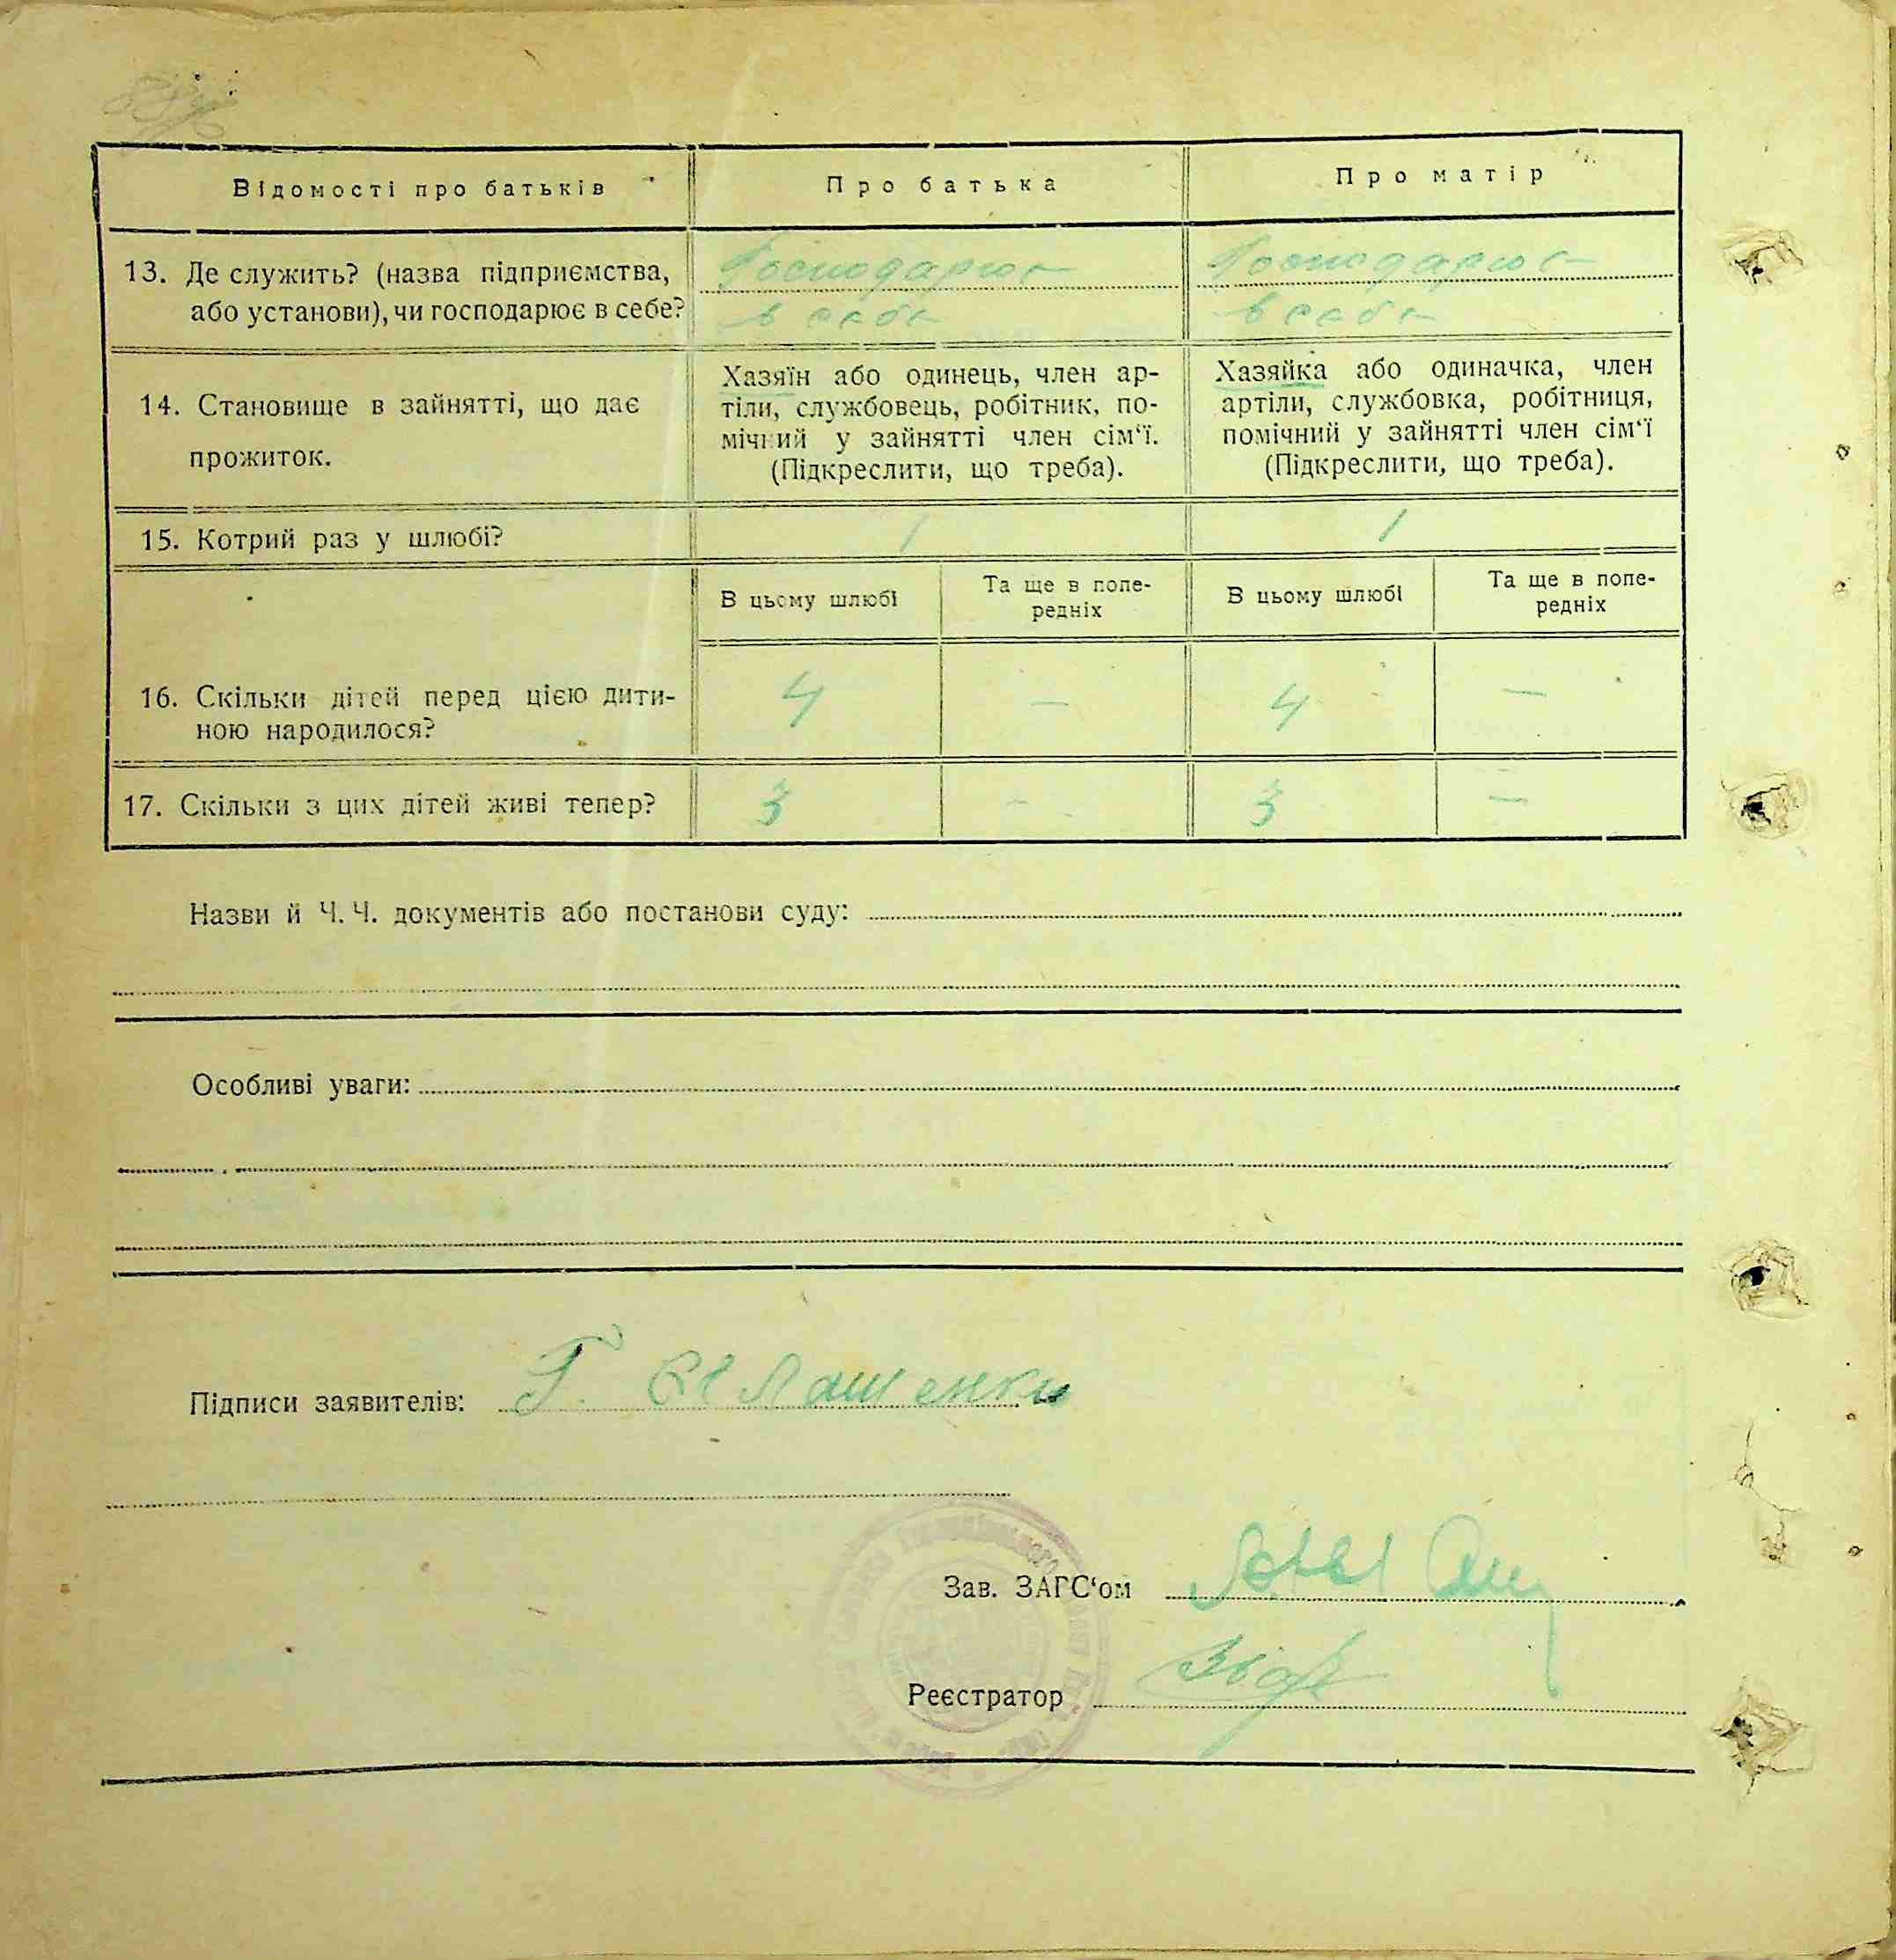 Відомості про батьків
Про батька
Про матір
13. Де служить? (назва підприємства,
або установи), чи господарює в себе?
Господарює
в себе
Господарює
в себе
14. Становище в зайнятті, що дає
прожиток.
Хазяїн або одинець, член ар-
тіли, службовець, робітник, по-
мічний у зайнятті член сім‘ї.
(Підкреслити, що треба).
Хазяйка або одиначка, член
артіли, службовка, робітниця,
помічний у зайнятті член сім‘ї
(Підкреслити, що треба).
15. Котрий раз у шлюбі?
1
1
В цьому шлюбі
Та ще в попе-
редніх
В цьому шлюбі
Та ще в попе-
редніх
16. Скільки дітей перед цією дити-
ною народилося?
4
—
4
—
17. Скільки з цих дітей живі тепер?
3
-
3
—
Назви й Ч. Ч. документів або постанови суду:
Особливі уваги:
Підписи заявителів: Г.
Зав. ЗАГС‘ом
Реєстратор